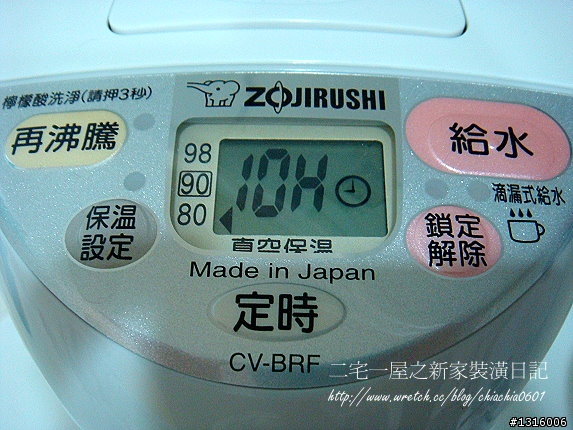 ZOJIRUSHI
檸檬酸洗淨(請押3秒)
再沸騰
給水
98
90
80
10H
保温
設定
滴漏式給水
鎖定
解除
真空保温
Made in Japan
定時
CV-BRF
二宅一屋之新家裝潢日記
http://www.wretch.cc/blog/chiachia0601
#1316006